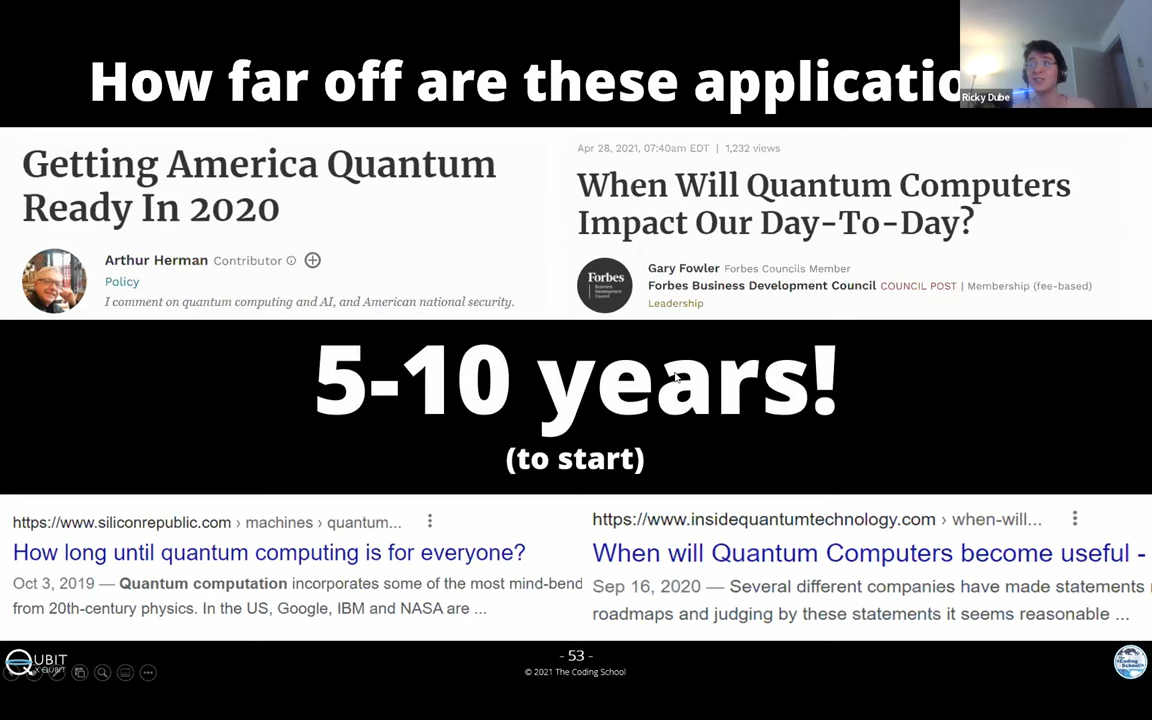 How far off are these applicatio
Ricky Dube
Getting America Quantum
Ready In 2020
Arthur Herman Contributor
Policy
I comment on quantum computing and AI, and American national security.
Apr 28, 2021, 07:40am EDT | 1,232 views
When Will Quantum Computers
Impact Our Day-To-Day?
Forbes
Business
Development
Council
Gary Fowler Forbes Councils Member
Forbes Business Development Council COUNCIL POST | Membership (fee-based)
Leadership
5-10 years!
(to start)
https://www.siliconrepublic.com › machines › quantum...
How long until quantum computing is for everyone?
Oct 3, 2019 — Quantum computation incorporates some of the most mind-bend
from 20th-century physics. In the US, Google, IBM and NASA are ...
https://www.insidequantumtechnology.com › when-will...
When will Quantum Computers become useful -
Sep 16, 2020 — Several different companies have made statements
roadmaps and judging by these statements it seems reasonable ...
QUBIT
X QUBIT
- 53 -
© 2021 The Coding School
Coding
School